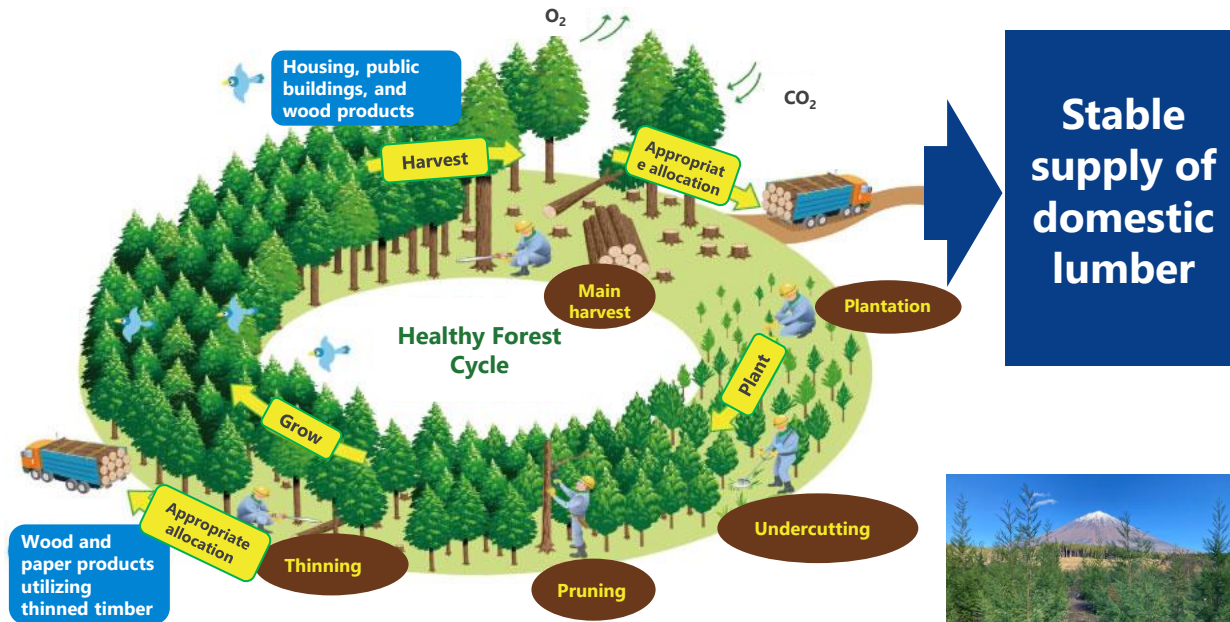 O₂
Housing, public
buildings, and
wood products
CO₂
Harvest
Appropriat
e allocation
Stable
supply of
domestic
lumber
Main
harvest
Plantation
Healthy Forest
Cycle
Plant
Grow
Undercutting
Appropriate
allocation
Thinning
Pruning
Wood and
paper products
utilizing
thinned timber